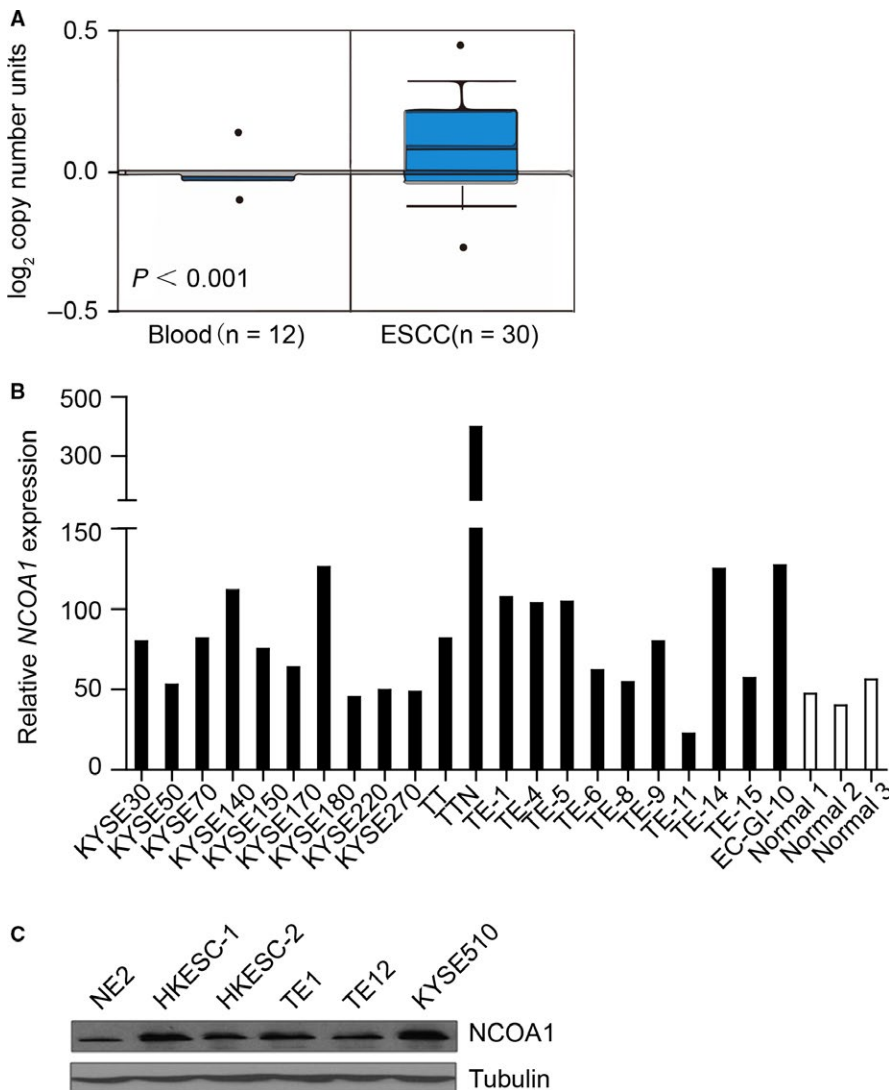 A
log2 copy number units
0.5
0.0
–0.5
P < 0.001
Blood (n = 12)
ESCC(n = 30)
B
Relative NCOA1 expression
500
300
150
100
50
0
KYSE30
KYSE50
KYSE70
KYSE140
KYSE150
KYSE170
KYSE180
KYSE220
KYSE270
TT
TTN
TE-1
TE-4
TE-5
TE-6
TE-8
TE-9
TE-11
TE-14
TE-15
EC-GI-10
Normal 1
Normal 2
Normal 3
C
NE2
HKESC-1
HKESC-2
TE1
TE12
KYSE510
NCOA1
Tubulin